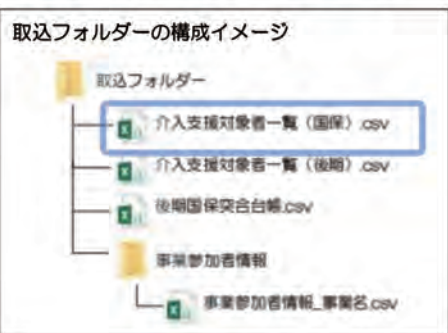 取込フォルダーの構成イメージ
取込フォルダー
介入支援対象者一覧（国保）.csv
介入支援対象者一覧（後期）.csv
後期国保突合台帳.csv
事業参加者情報
事業参加者情報_事業名.csv